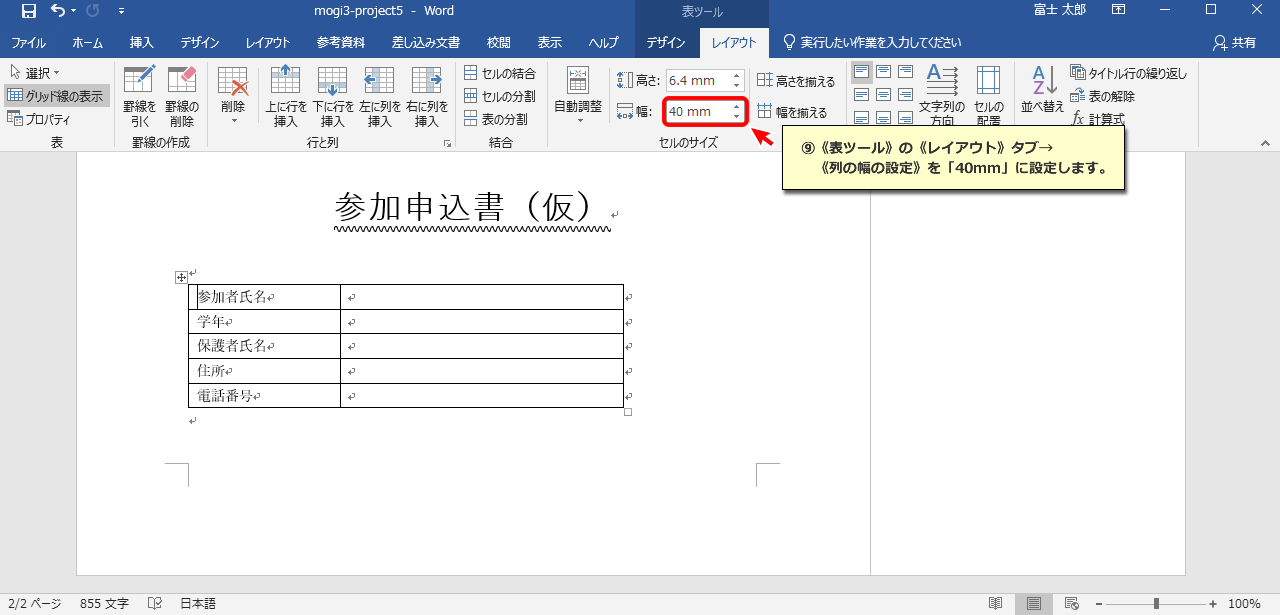 mogi3-project5 - Word
表ツール
富士 太郎
ファイル ホーム 挿入 デザイン レイアウト 参考資料 差し込み文書 校閲 表示 ヘルプ デザイン レイアウト 実行したい作業を入力してください 共有
選択
グリッド線の表示
プロパティ
表
罫線を引く
罫線の削除
罫線の作成
削除
上に行を挿入
下に行を挿入
左に列を挿入
右に列を挿入
行と列
セルの結合
セルの分割
表の分割
結合
自動調整
高さ: 6.4 mm
幅: 40 mm
高さを揃える
幅を揃える
セルのサイズ
文字列の方向
セルの配置
並べ替え
タイトル行の繰り返し
表の解除
fx 計算式
⑨《表ツール》の《レイアウト》タブ→
《列の幅の設定》を「40mm」に設定します。
参加申込書（仮）
参加者氏名
学年
保護者氏名
住所
電話番号
2/2 ページ 855 文字 日本語 100%